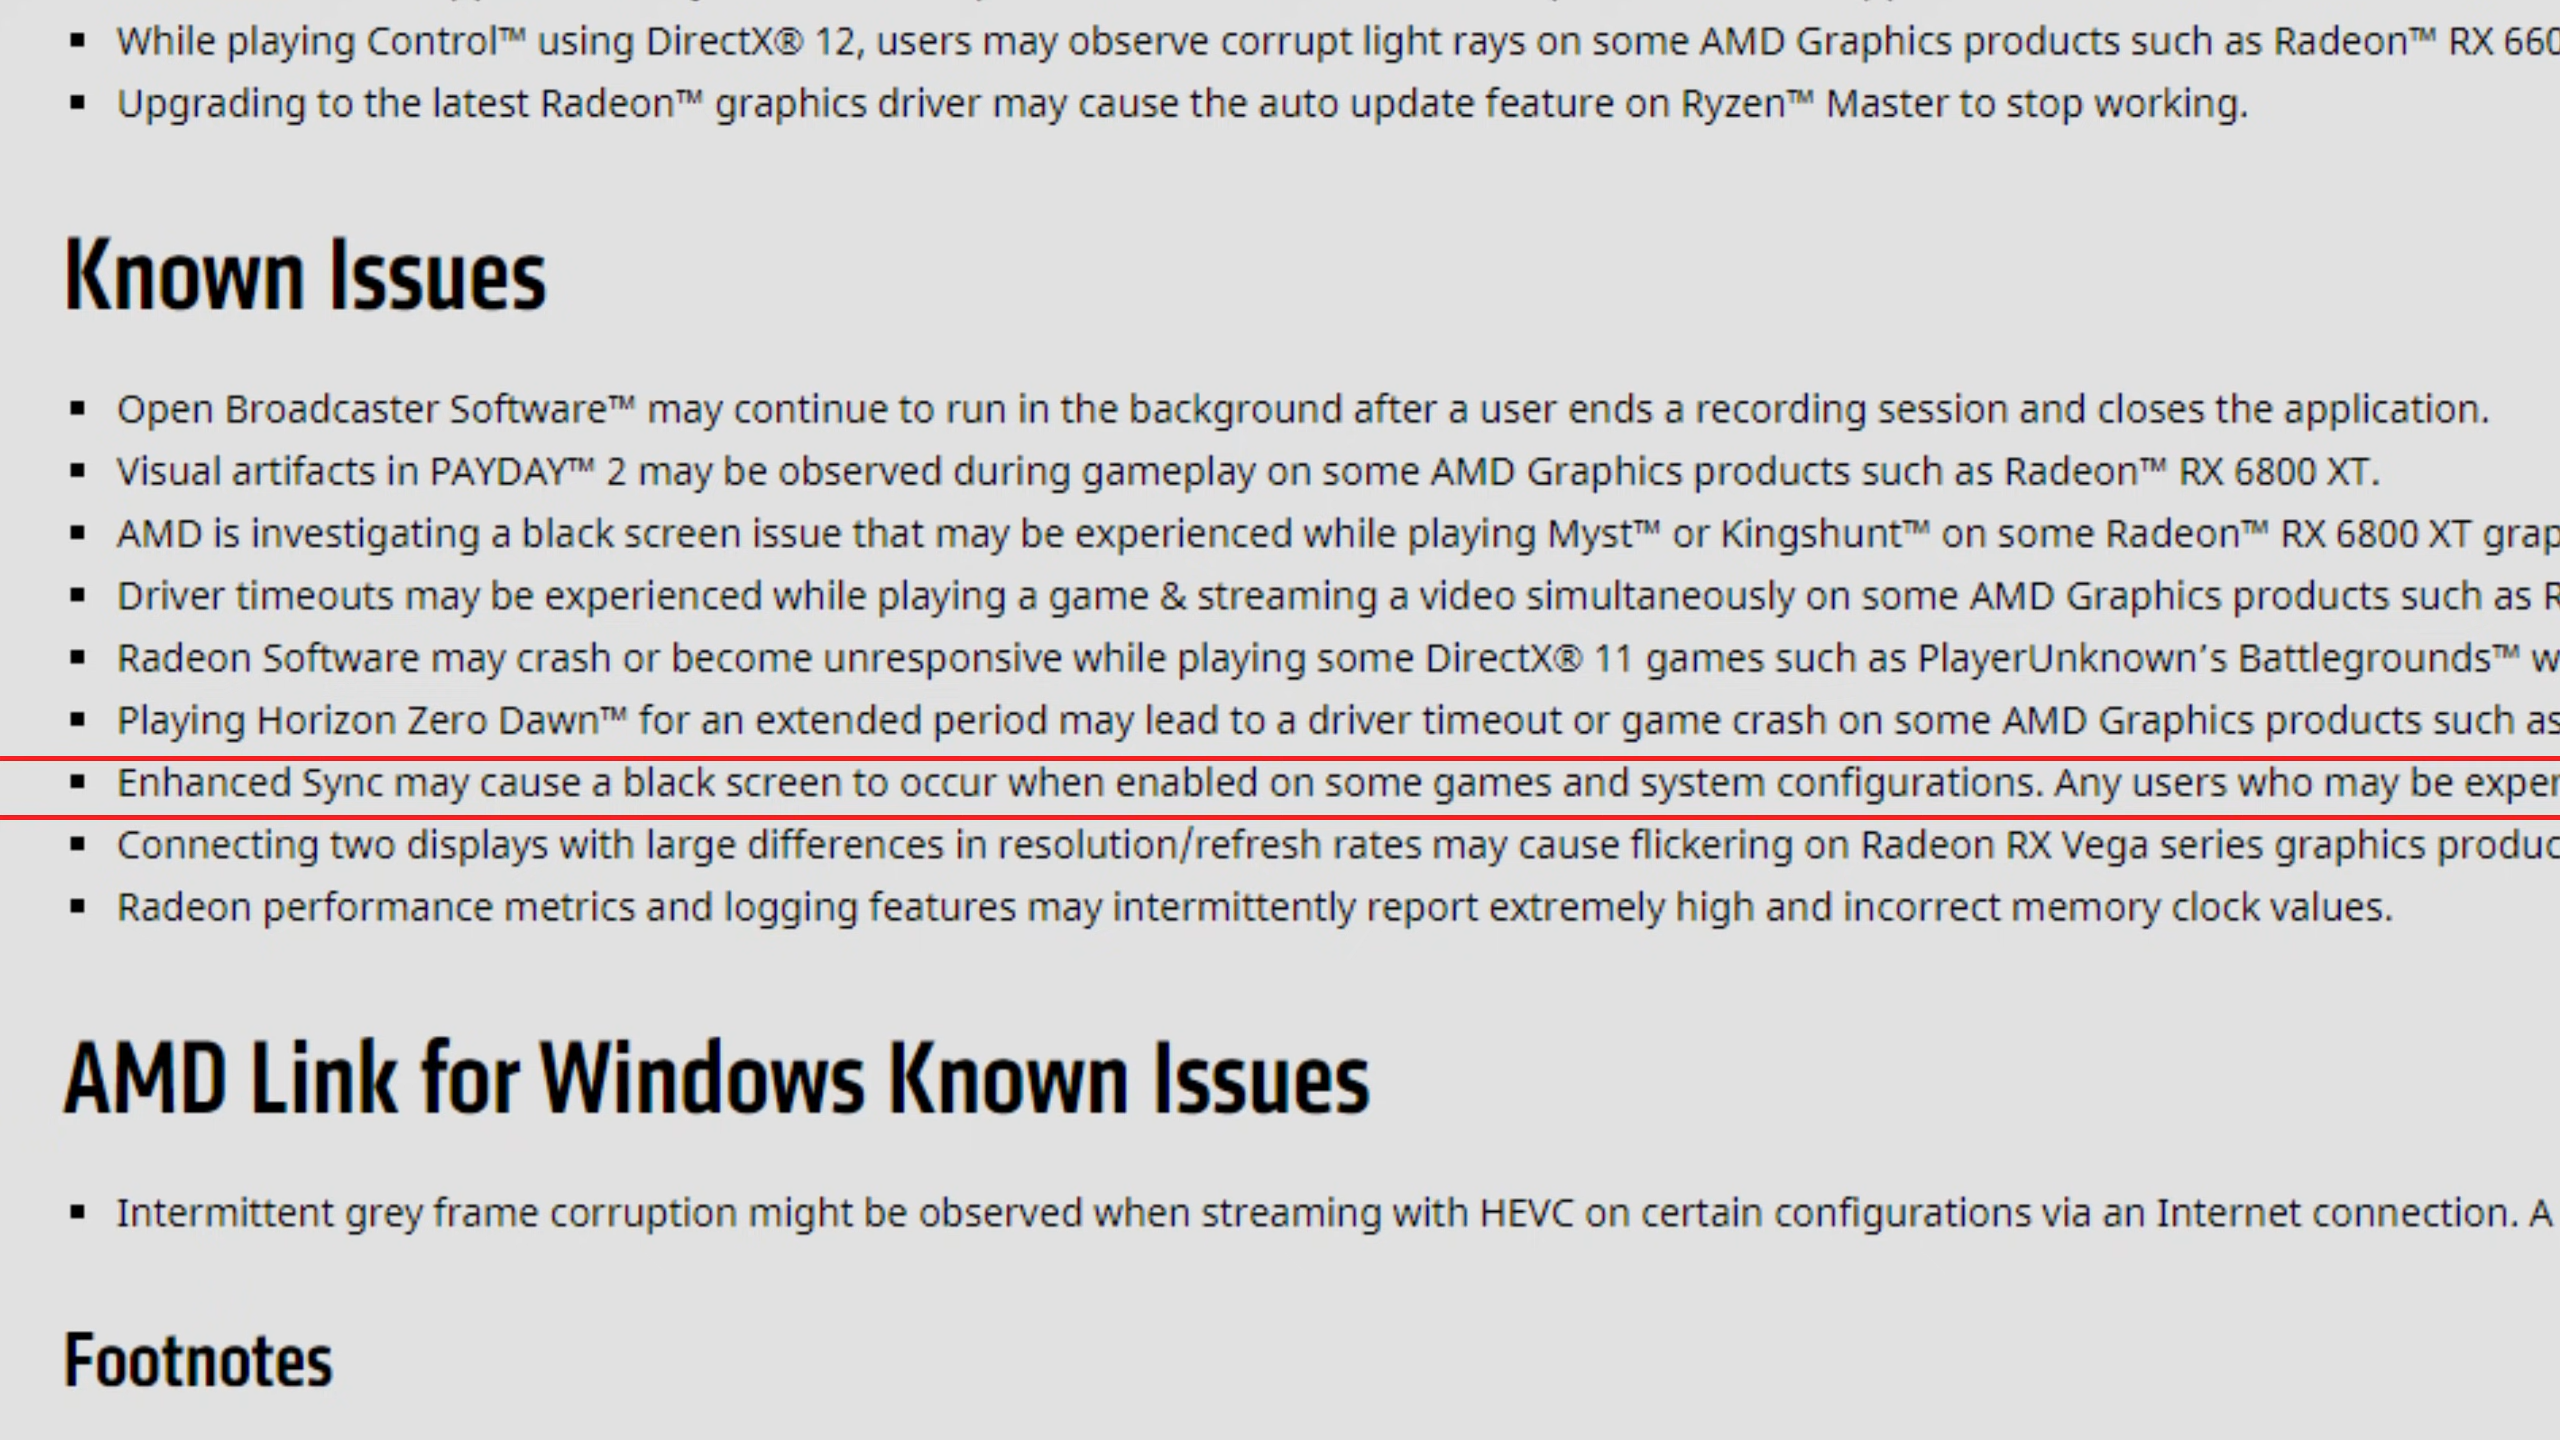 While playing Control™ using DirectX® 12, users may observe corrupt light rays on some AMD Graphics products such as Radeon™ RX 660
Upgrading to the latest Radeon™ graphics driver may cause the auto update feature on Ryzen™ Master to stop working.
Known Issues
Open Broadcaster Software™ may continue to run in the background after a user ends a recording session and closes the application.
Visual artifacts in PAYDAY™ 2 may be observed during gameplay on some AMD Graphics products such as Radeon™ RX 6800 XT.
AMD is investigating a black screen issue that may be experienced while playing Myst™ or Kingshunt™ on some Radeon™ RX 6800 XT grap
Driver timeouts may be experienced while playing a game & streaming a video simultaneously on some AMD Graphics products such as R
Radeon Software may crash or become unresponsive while playing some DirectX® 11 games such as PlayerUnknown’s Battlegrounds™ w
Playing Horizon Zero Dawn™ for an extended period may lead to a driver timeout or game crash on some AMD Graphics products such as
Enhanced Sync may cause a black screen to occur when enabled on some games and system configurations. Any users who may be exper
Connecting two displays with large differences in resolution/refresh rates may cause flickering on Radeon RX Vega series graphics produc
Radeon performance metrics and logging features may intermittently report extremely high and incorrect memory clock values.
AMD Link for Windows Known Issues
Intermittent grey frame corruption might be observed when streaming with HEVC on certain configurations via an Internet connection. A
Footnotes